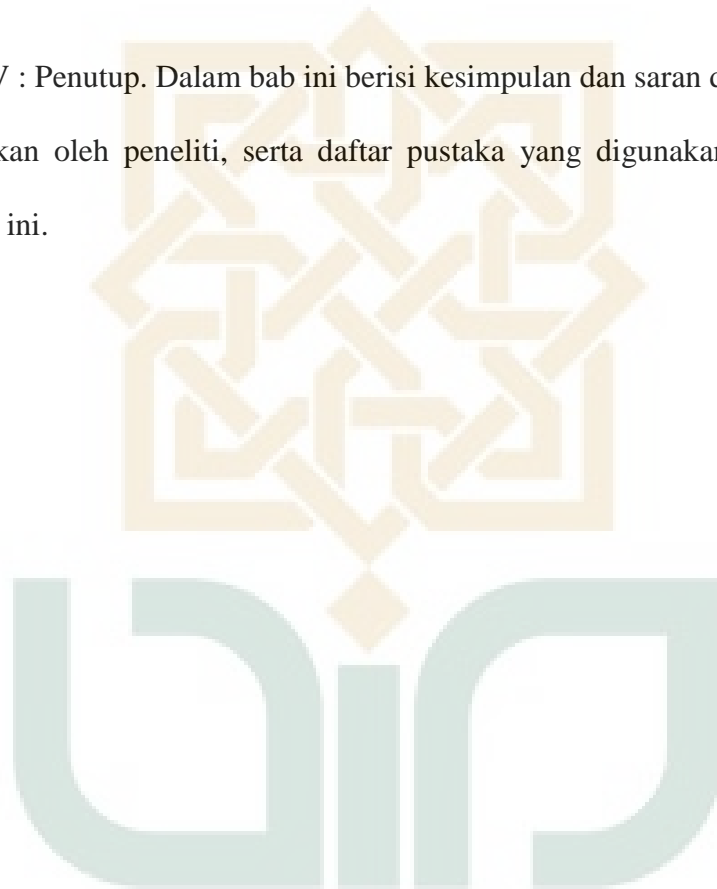 V : Penutup. Dalam bab ini berisi kesimpulan dan saran
kan oleh peneliti, serta daftar pustaka yang digunakan
ini.